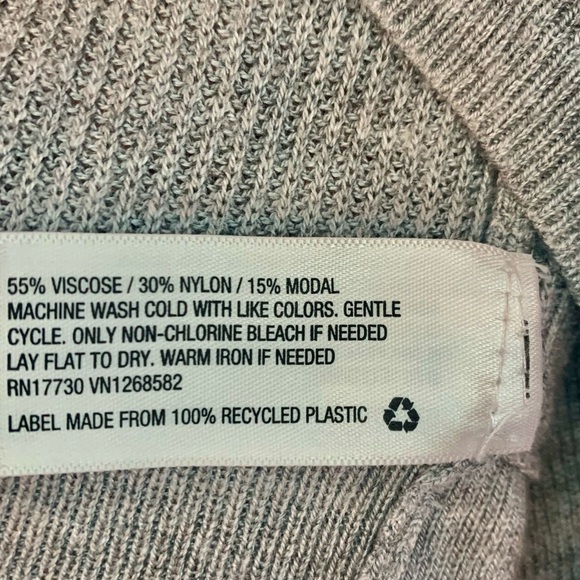 55% VISCOSE / 30% NYLON / 15% MODAL
MACHINE WASH COLD WITH LIKE COLORS. GENTLE
CYCLE. ONLY NON-CHLORINE BLEACH IF NEEDED
LAY FLAT TO DRY. WARM IRON IF NEEDED
RN17730 VN1268582
LABEL MADE FROM 100% RECYCLED PLASTIC